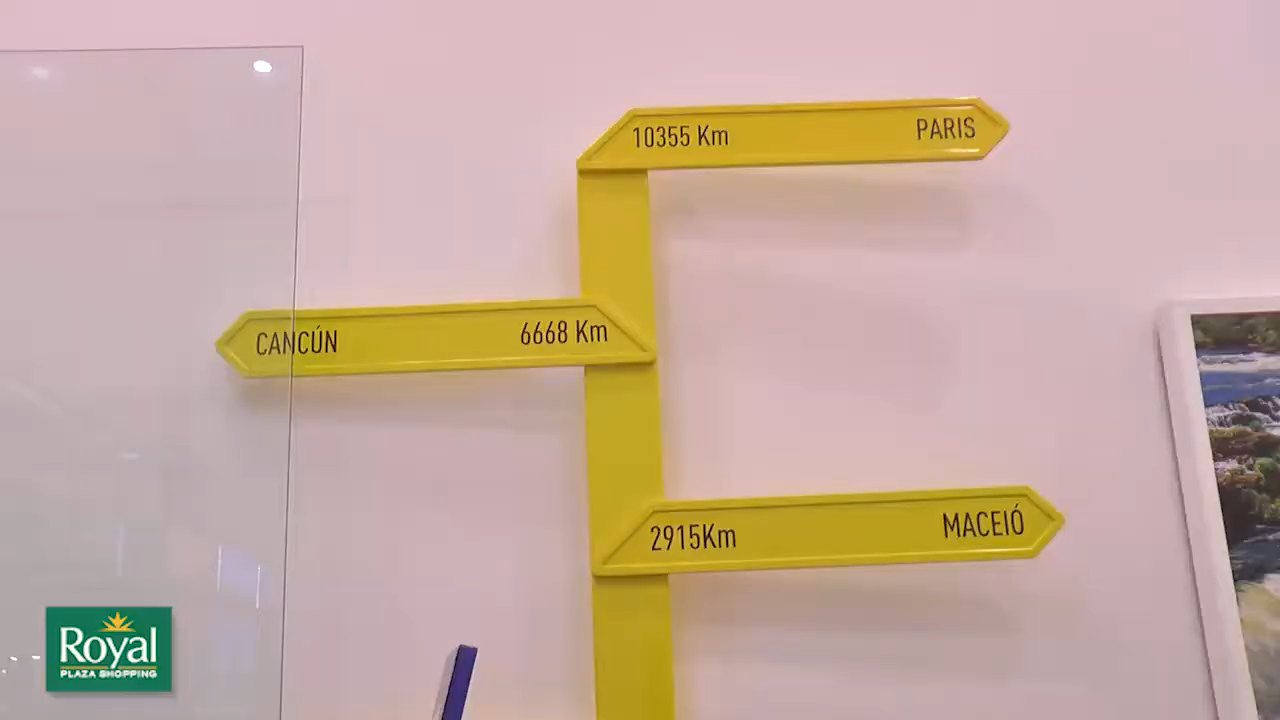 10355 Km PARIS
CANCÚN 6668 Km
2915Km MACEIÓ
Royal
PLAZA SHOPPING